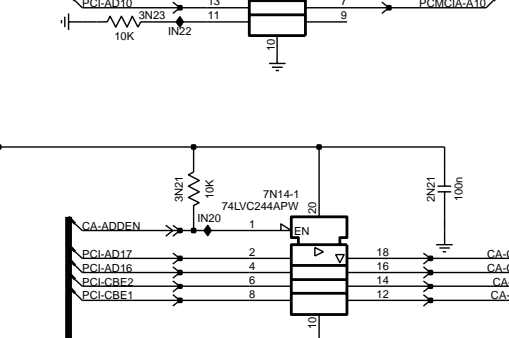 PCI-AD10 13 7 PCMCIA-A10
3N23 11 9
10K IN22
10
3N21 10K 2N21 100n
7N14-1
74LVC244APW 20
IN20
CA-ADDEN 1 EN
PCI-AD17 2 18
PCI-AD16 4 16
PCI-CBE2 6 14
PCI-CBE1 8 12
10